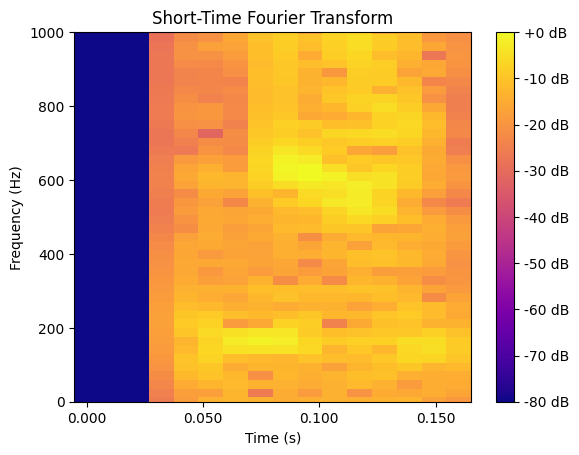 Short-Time Fourier Transform
1000
800
600
400
200
0
Frequency (Hz)
0.000
0.050
0.100
0.150
Time (s)
+0 dB
-10 dB
-20 dB
-30 dB
-40 dB
-50 dB
-60 dB
-70 dB
-80 dB